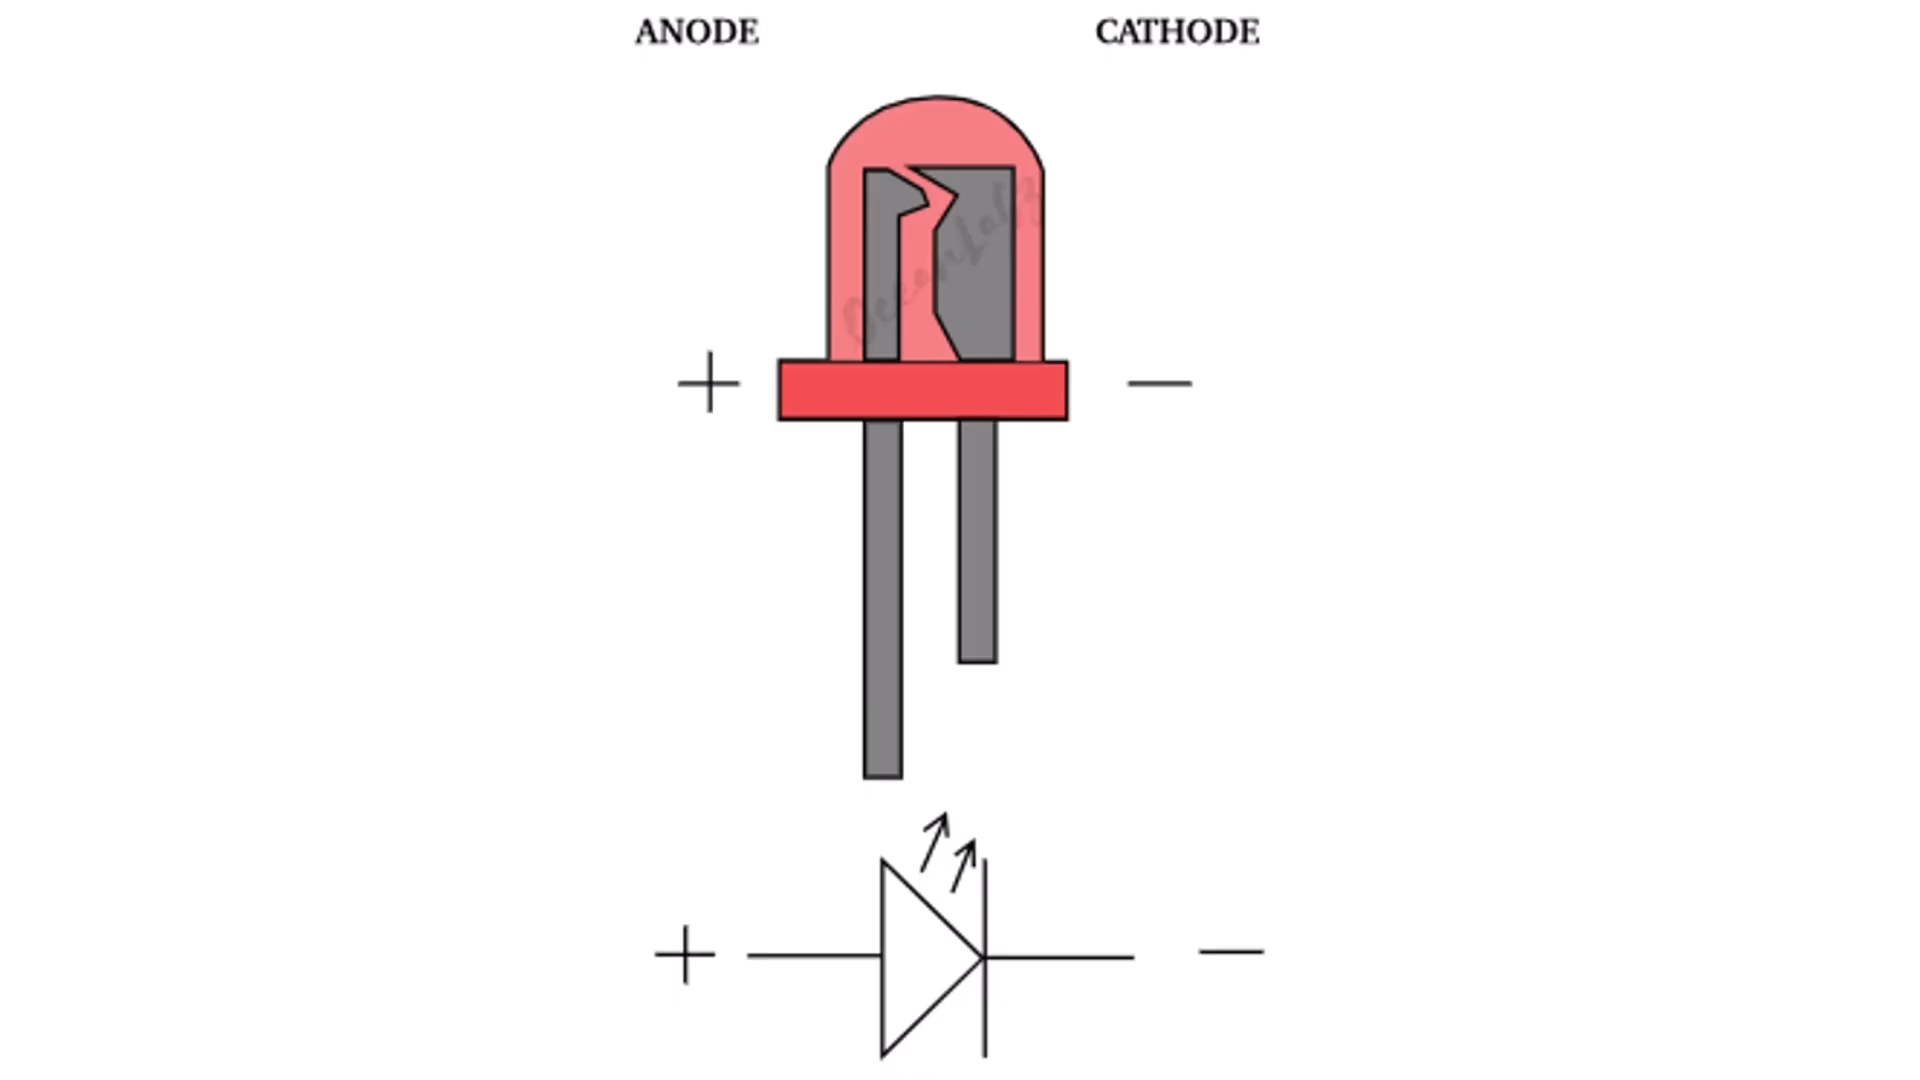 ANODE CATHODE
+ −
+ −